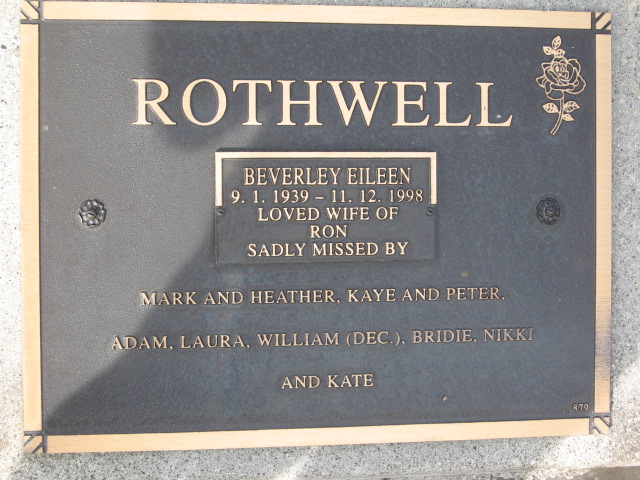 ROTHWELL
BEVERLEY EILEEN
9. 1. 1939 – 11. 12. 1998
LOVED WIFE OF
RON
SADLY MISSED BY
MARK AND HEATHER, KAYE AND PETER,
ADAM, LAURA, WILLIAM (DEC.), BRIDIE, NIKKI
AND KATE
879